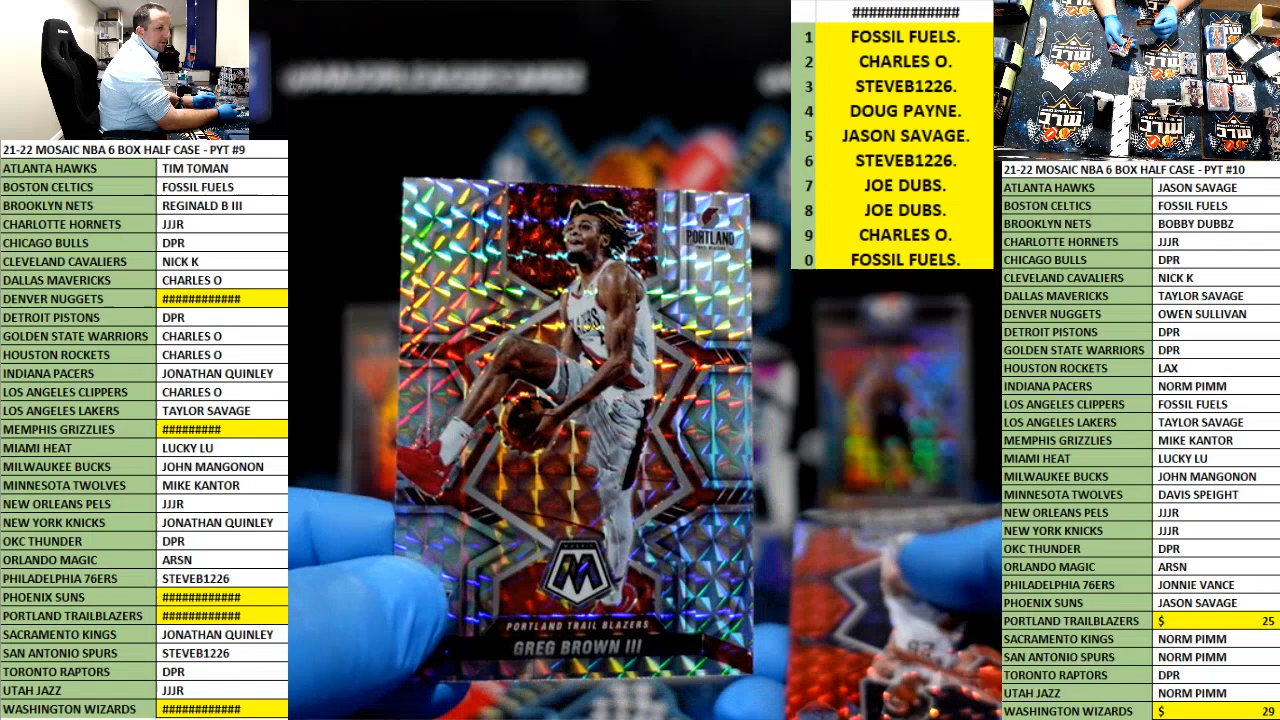 21-22 MOSAIC NBA 6 BOX HALF CASE - PYT #9
ATLANTA HAWKS TIM TOMAN
BOSTON CELTICS FOSSIL FUELS
BROOKLYN NETS REGINALD B III
CHARLOTTE HORNETS JJJR
CHICAGO BULLS DPR
CLEVELAND CAVALIERS NICK K
DALLAS MAVERICKS CHARLES O
DENVER NUGGETS ############
DETROIT PISTONS DPR
GOLDEN STATE WARRIORS CHARLES O
HOUSTON ROCKETS CHARLES O
INDIANA PACERS JONATHAN QUINLEY
LOS ANGELES CLIPPERS CHARLES O
LOS ANGELES LAKERS TAYLOR SAVAGE
MEMPHIS GRIZZLIES #########
MIAMI HEAT LUCKY LU
MILWAUKEE BUCKS JOHN MANGONON
MINNESOTA TWOLVES MIKE KANTOR
NEW ORLEANS PELS JJJR
NEW YORK KNICKS JONATHAN QUINLEY
OKC THUNDER DPR
ORLANDO MAGIC ARSN
PHILADELPHIA 76ERS STEVEB1226
PHOENIX SUNS ############
PORTLAND TRAILBLAZERS ############
SACRAMENTO KINGS JONATHAN QUINLEY
SAN ANTONIO SPURS STEVEB1226
TORONTO RAPTORS DPR
UTAH JAZZ JJJR
WASHINGTON WIZARDS ############
PORTLAND
TRAIL BLAZERS
MOSAIC
PORTLAND TRAIL BLAZERS
GREG BROWN III
#############
1 FOSSIL FUELS.
2 CHARLES O.
3 STEVEB1226.
4 DOUG PAYNE.
5 JASON SAVAGE.
6 STEVEB1226.
7 JOE DUBS.
8 JOE DUBS.
9 CHARLES O.
0 FOSSIL FUELS.
21-22 MOSAIC NBA 6 BOX HALF CASE - PYT #10
ATLANTA HAWKS JASON SAVAGE
BOSTON CELTICS FOSSIL FUELS
BROOKLYN NETS BOBBY DUBBZ
CHARLOTTE HORNETS JJJR
CHICAGO BULLS DPR
CLEVELAND CAVALIERS NICK K
DALLAS MAVERICKS TAYLOR SAVAGE
DENVER NUGGETS OWEN SULLIVAN
DETROIT PISTONS DPR
GOLDEN STATE WARRIORS DPR
HOUSTON ROCKETS LAX
INDIANA PACERS NORM PIMM
LOS ANGELES CLIPPERS FOSSIL FUELS
LOS ANGELES LAKERS TAYLOR SAVAGE
MEMPHIS GRIZZLIES MIKE KANTOR
MIAMI HEAT LUCKY LU
MILWAUKEE BUCKS JOHN MANGONON
MINNESOTA TWOLVES DAVIS SPEIGHT
NEW ORLEANS PELS JJJR
NEW YORK KNICKS JJJR
OKC THUNDER DPR
ORLANDO MAGIC ARSN
PHILADELPHIA 76ERS JONNIE VANCE
PHOENIX SUNS JASON SAVAGE
PORTLAND TRAILBLAZERS $ 25
SACRAMENTO KINGS NORM PIMM
SAN ANTONIO SPURS NORM PIMM
TORONTO RAPTORS DPR
UTAH JAZZ NORM PIMM
WASHINGTON WIZARDS $ 29